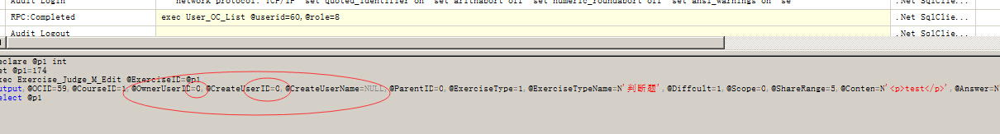 Audit Login
network protocol: TCP/IP  set quoted_identifier on  set arithabort off  set numeric_roundabort off  set ansi_warnings on  se
.Net SqlClie...
RPC:Completed
exec User_OC_List @userid=60,@role=8
.Net SqlClie...
Audit Logout
.Net SqlClie...
eclare @p1 int
et @p1=174
xec Exercise_Judge_M_Edit @ExerciseID=@p1
utput,@OCID=59,@CourseID=1,@OwnerUserID=0,@CreateUserID=0,@CreateUserName=NULL,@ParentID=0,@ExerciseType=1,@ExerciseTypeName=N'判断题',@Diffcult=1,@Scope=0,@ShareRange=5,@Conten=N'<p>test</p>',@Answer=N
elect @p1